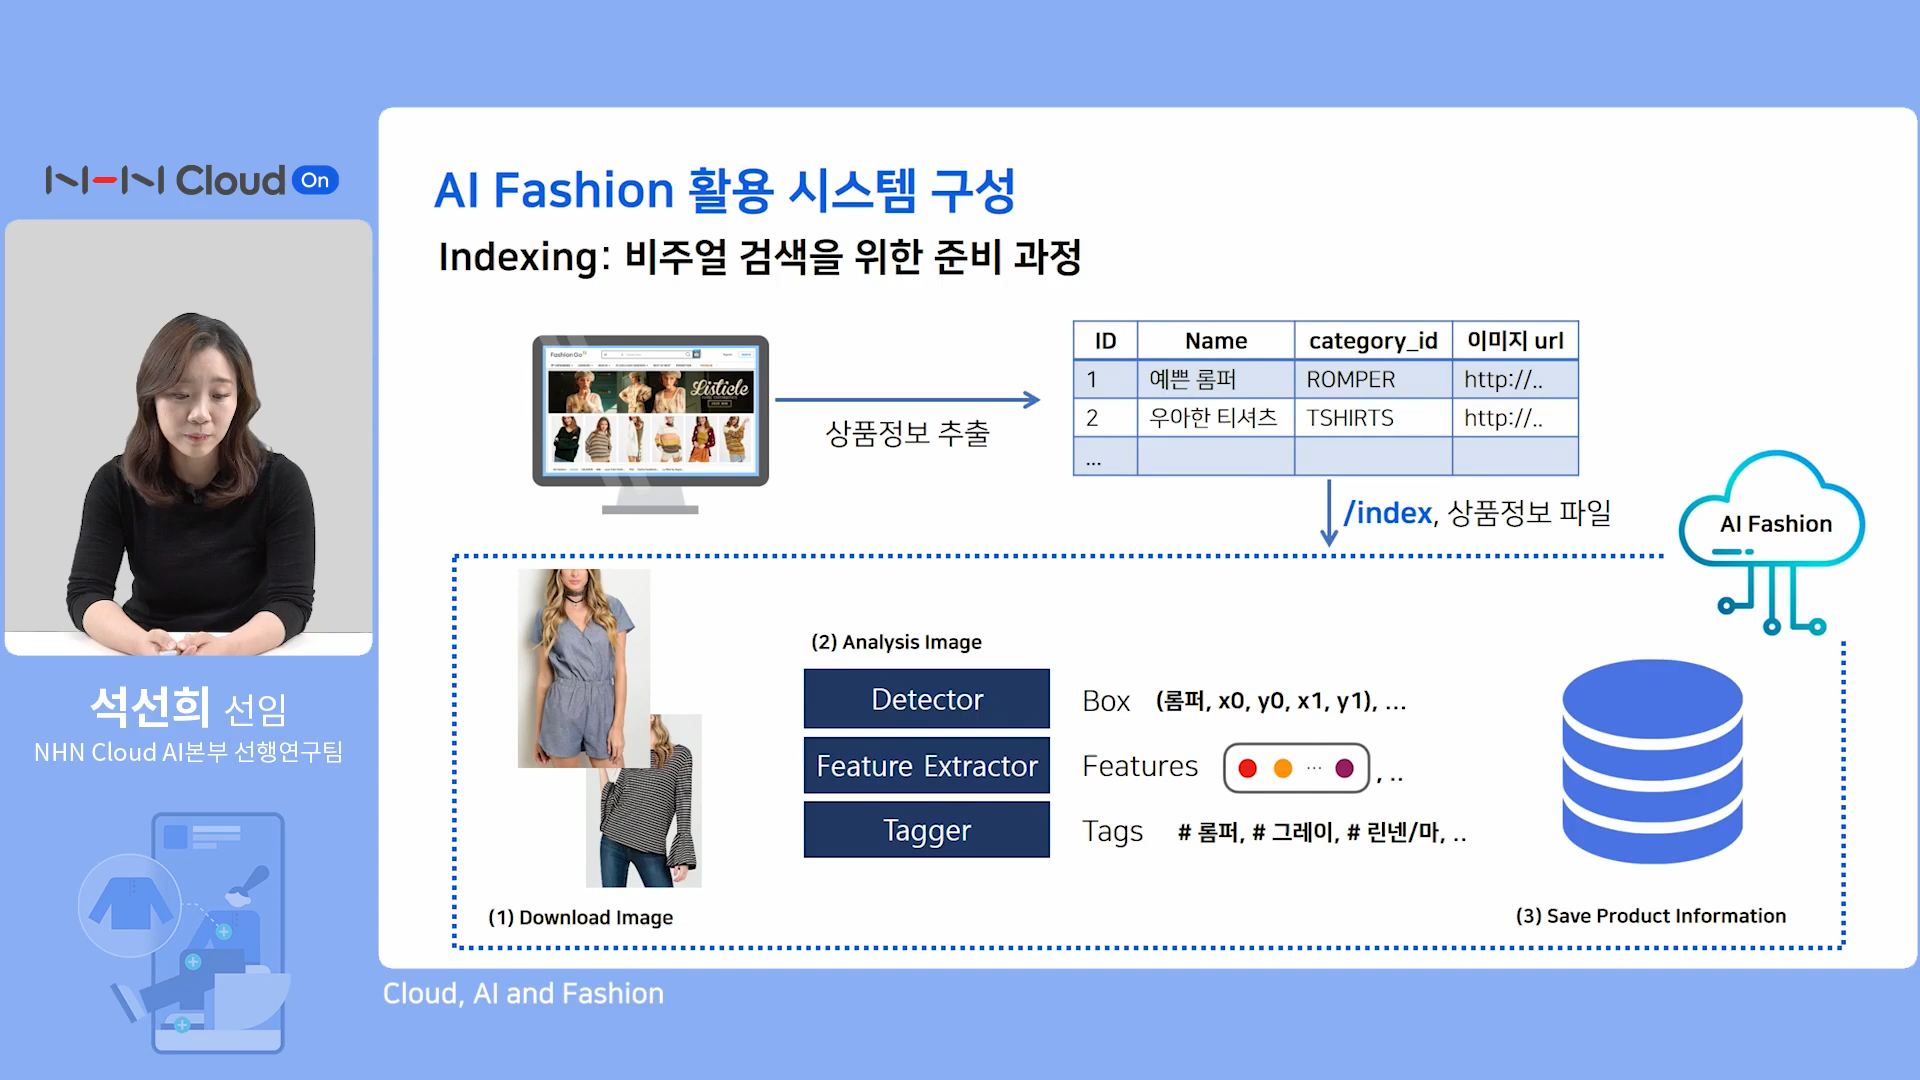 NHN Cloud On
석선희 선임
NHN Cloud AI본부 선행연구팀
AI Fashion 활용 시스템 구성
Indexing: 비주얼 검색을 위한 준비 과정
FashionGo
Listicle
상품정보 추출
ID Name category_id 이미지 url
1 예쁜 롬퍼 ROMPER http://..
2 우아한 티셔츠 TSHIRTS http://..
...
/index, 상품정보 파일
AI Fashion
(1) Download Image
(2) Analysis Image
Detector
Box (롬퍼, x0, y0, x1, y1), ...
Feature Extractor
Features ... , ..
Tagger
Tags # 롬퍼, # 그레이, # 린넨/마, ..
(3) Save Product Information
Cloud, AI and Fashion